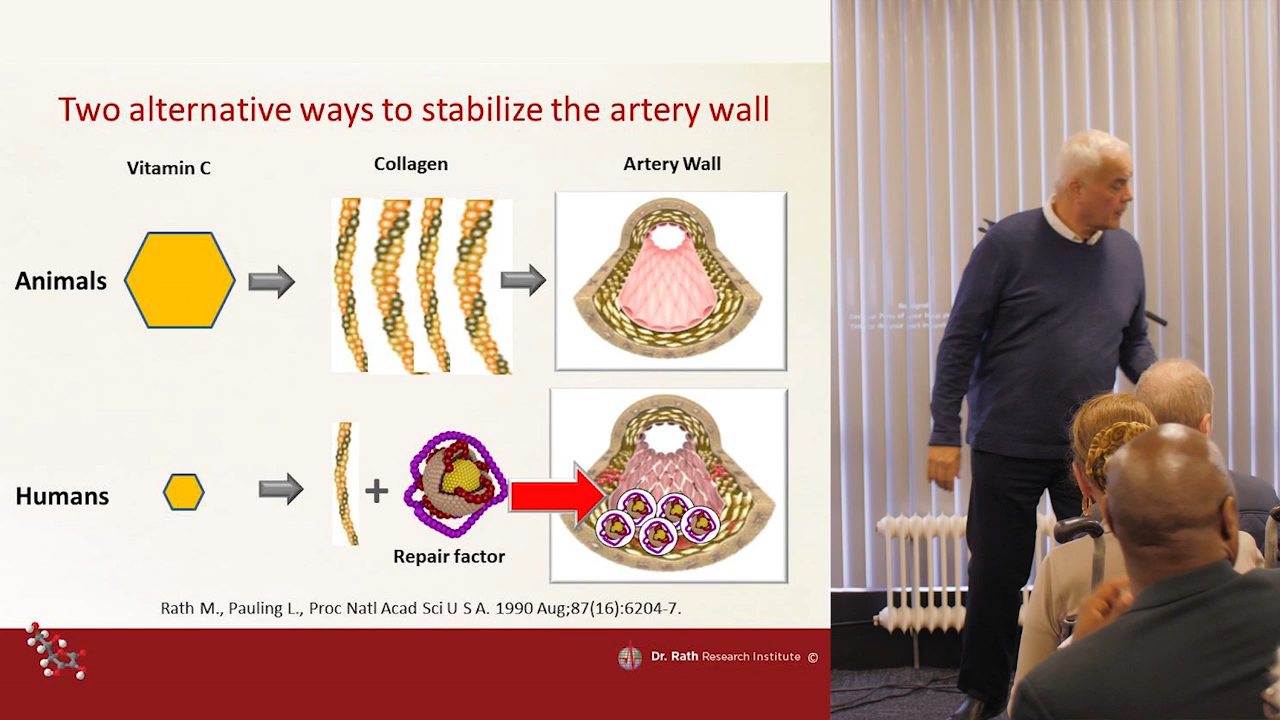 Two alternative ways to stabilize the artery wall
Vitamin C
Collagen
Artery Wall
Animals
Humans
+
Repair factor
Rath M., Pauling L., Proc Natl Acad Sci U S A. 1990 Aug;87(16):6204-7.
Dr. Rath Research Institute ©